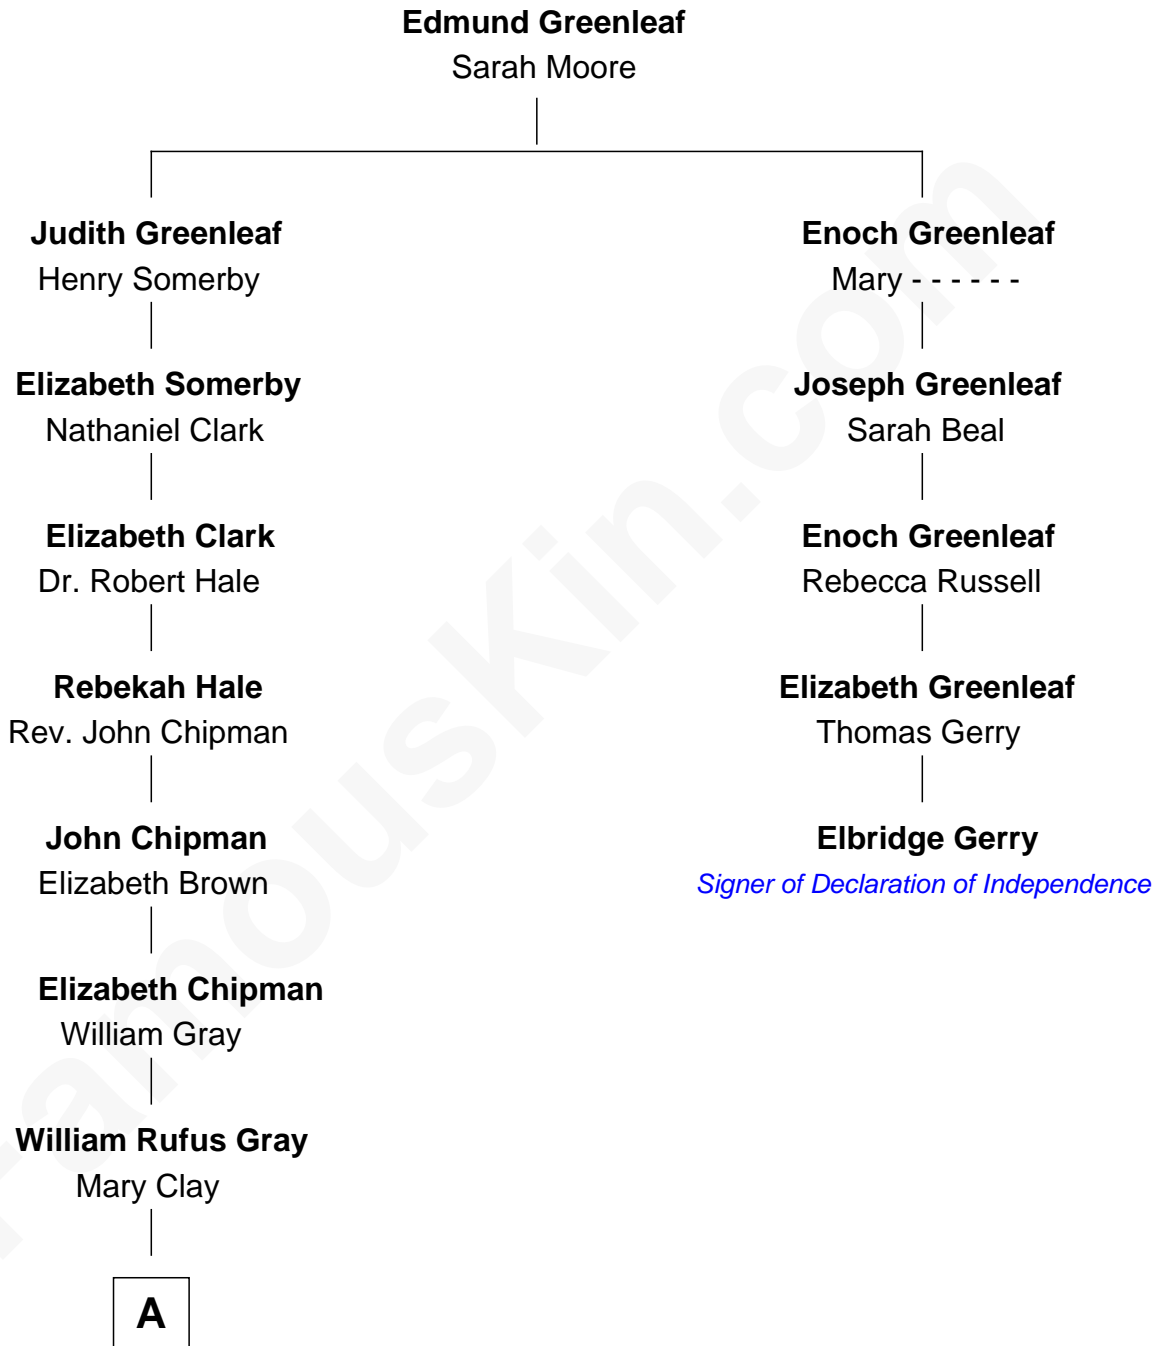 Edmund Greenleaf
Sarah Moore
Judith Greenleaf
Henry Somerby
Elizabeth Somerby
Nathaniel Clark
Elizabeth Clark
Dr. Robert Hale
Rebekah Hale
Rev. John Chipman
John Chipman
Elizabeth Brown
Elizabeth Chipman
William Gray
William Rufus Gray
Mary Clay
A
Enoch Greenleaf
Mary - - - - - -
Joseph Greenleaf
Sarah Beal
Enoch Greenleaf
Rebecca Russell
Elizabeth Greenleaf
Thomas Gerry
Elbridge Gerry
Signer of Declaration of Independence
FamousKin.com